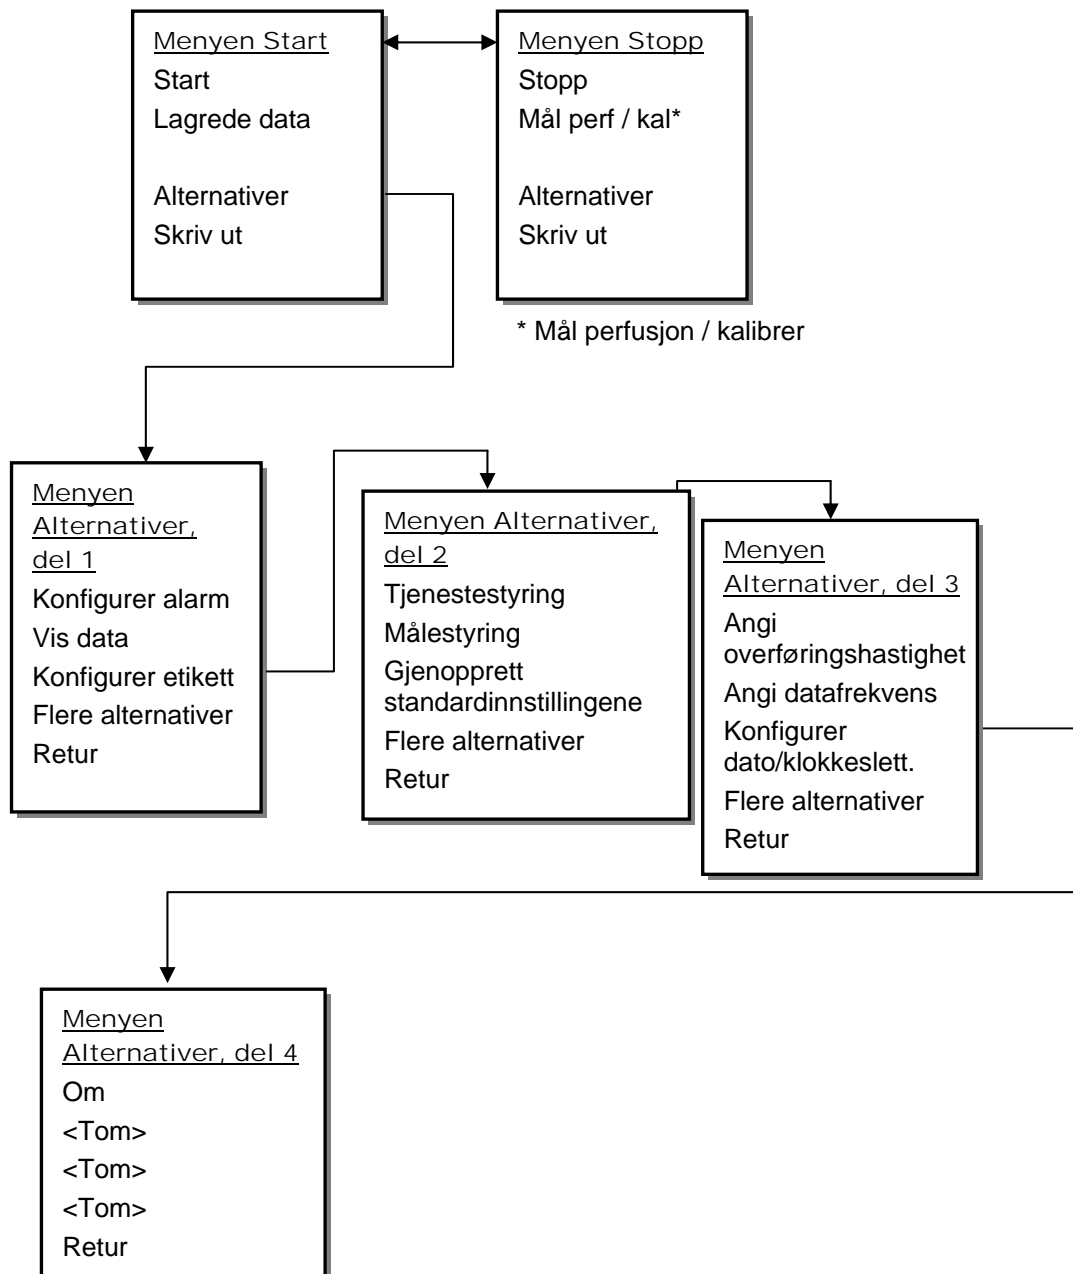 Menyen Start
Start
Lagrede data
Alternativer
Skriv ut
Menyen Stopp
Stopp
Mål perf / kal*
Alternativer
Skriv ut
* Mål perfusjon / kalibrer
Menyen
Alternativer,
del 1
Konfigurer alarm
Vis data
Konfigurer etikett
Flere alternativer
Retur
Menyen Alternativer,
del 2
Tjenestestyring
Målestyring
Gjenopprett
standardinnstillingene
Flere alternativer
Retur
Menyen
Alternativer, del 3
Angi
overføringshastighet
Angi datafrekvens
Konfigurer
dato/klokkeslett.
Flere alternativer
Retur
Menyen
Alternativer, del 4
Om
<Tom>
<Tom>
<Tom>
Retur